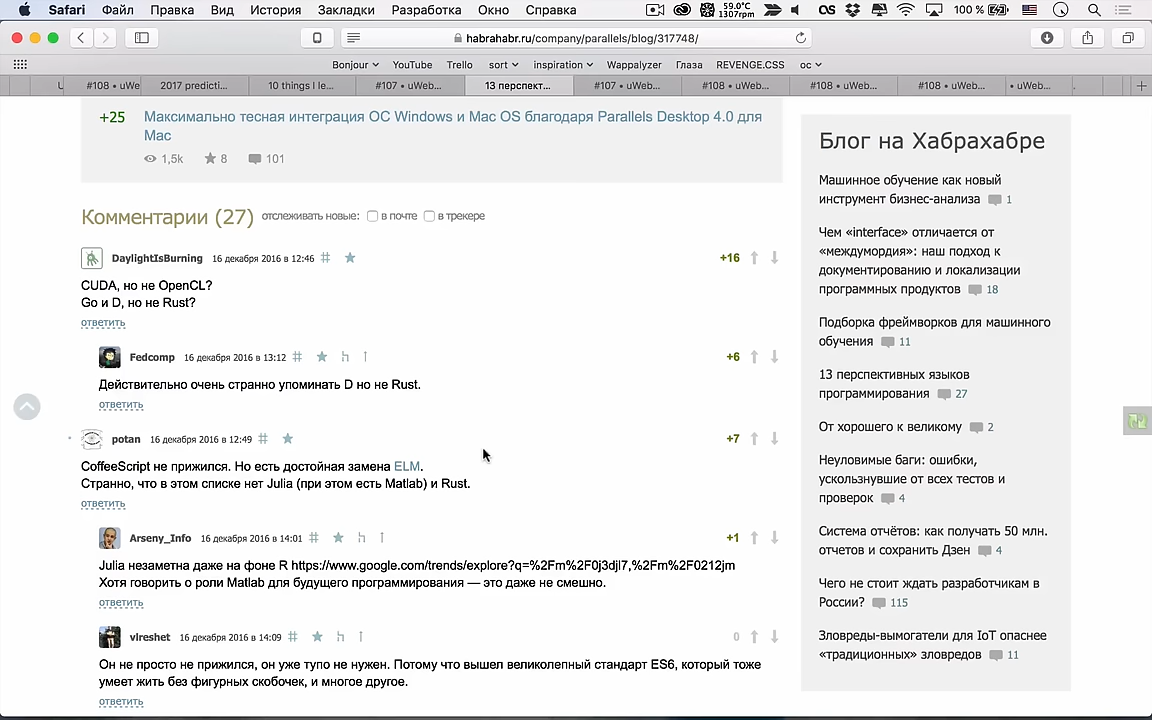 Safari Файл Правка Вид История Закладки Разработка Окно Справка 59.0°C 1307rpm 100 %
habrahabr.ru/company/parallels/blog/317748/
Bonjour YouTube Trello sort inspiration Wappalyzer Глаза REVENGE.CSS ос
#108 • uWe 2017 predicti... 10 things I le... #107 • uWeb... 13 перспект... #107 • uWeb... #108 • uWeb... #108 • uWeb... #108 • uWeb... • uWeb...
+25 Максимально тесная интеграция ОС Windows и Mac OS благодаря Parallels Desktop 4.0 для
Mac
1,5k 8 101
Комментарии (27) отслеживать новые: в почте в трекере
DaylightIsBurning 16 декабря 2016 в 12:46 # +16
CUDA, но не OpenCL?
Go и D, но не Rust?
ответить
Fedcomp 16 декабря 2016 в 13:12 # +6
Действительно очень странно упоминать D но не Rust.
ответить
potan 16 декабря 2016 в 12:49 # +7
CoffeeScript не прижился. Но есть достойная замена ELM.
Странно, что в этом списке нет Julia (при этом есть Matlab) и Rust.
ответить
Arseny_Info 16 декабря 2016 в 14:01 # +1
Julia незаметна даже на фоне R https://www.google.com/trends/explore?q=%2Fm%2F0j3djl7,%2Fm%2F0212jm
Хотя говорить о роли Matlab для будущего программирования — это даже не смешно.
ответить
vlreshet 16 декабря 2016 в 14:09 # 0
Он не просто не прижился, он уже тупо не нужен. Потому что вышел великолепный стандарт ES6, который тоже
умеет жить без фигурных скобочек, и многое другое.
ответить
Блог на Хабрахабре
Машинное обучение как новый
инструмент бизнес-анализа 1
Чем «interface» отличается от
«междумордия»: наш подход к
документированию и локализации
программных продуктов 18
Подборка фреймворков для машинного
обучения 11
13 перспективных языков
программирования 27
От хорошего к великому 2
Неуловимые баги: ошибки,
ускользнувшие от всех тестов и
проверок 4
Система отчётов: как получать 50 млн.
отчетов и сохранить Дзен 4
Чего не стоит ждать разработчикам в
России? 115
Зловреды-вымогатели для IoT опаснее
«традиционных» зловредов 11